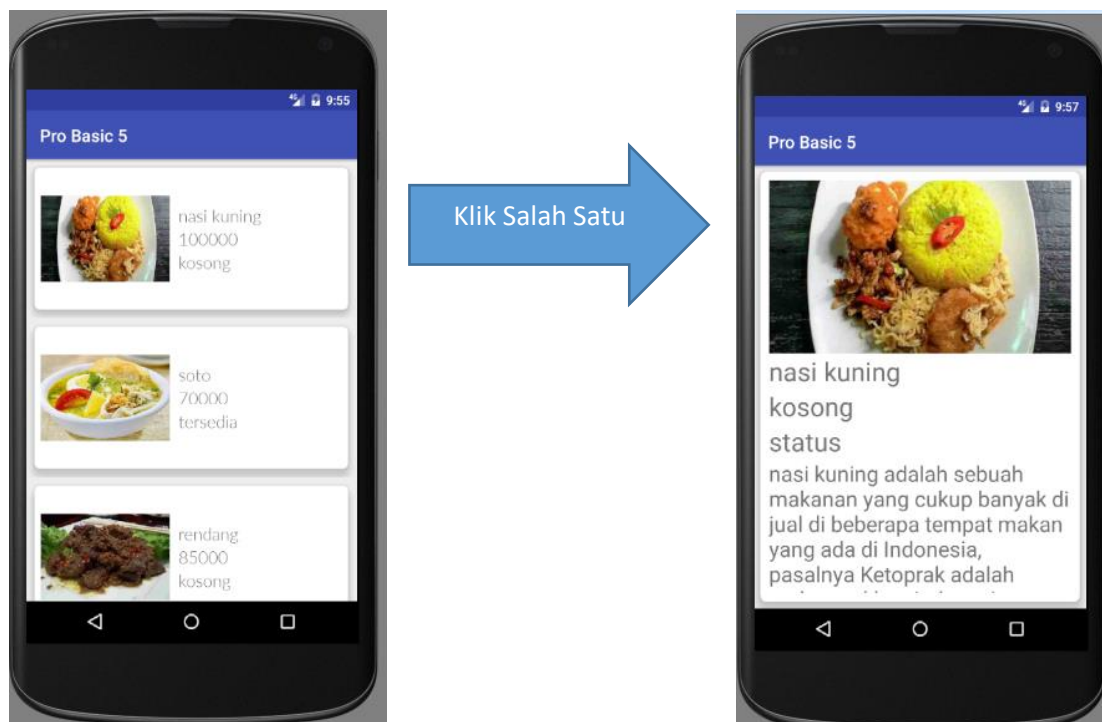 4G 9:55
Pro Basic 5
nasi kuning
100000
kosong
soto
70000
tersedia
rendang
85000
kosong
Klik Salah Satu
4G 9:57
Pro Basic 5
nasi kuning
kosong
status
nasi kuning adalah sebuah
makanan yang cukup banyak di
jual di beberapa tempat makan
yang ada di Indonesia,
pasalnya Ketoprak adalah